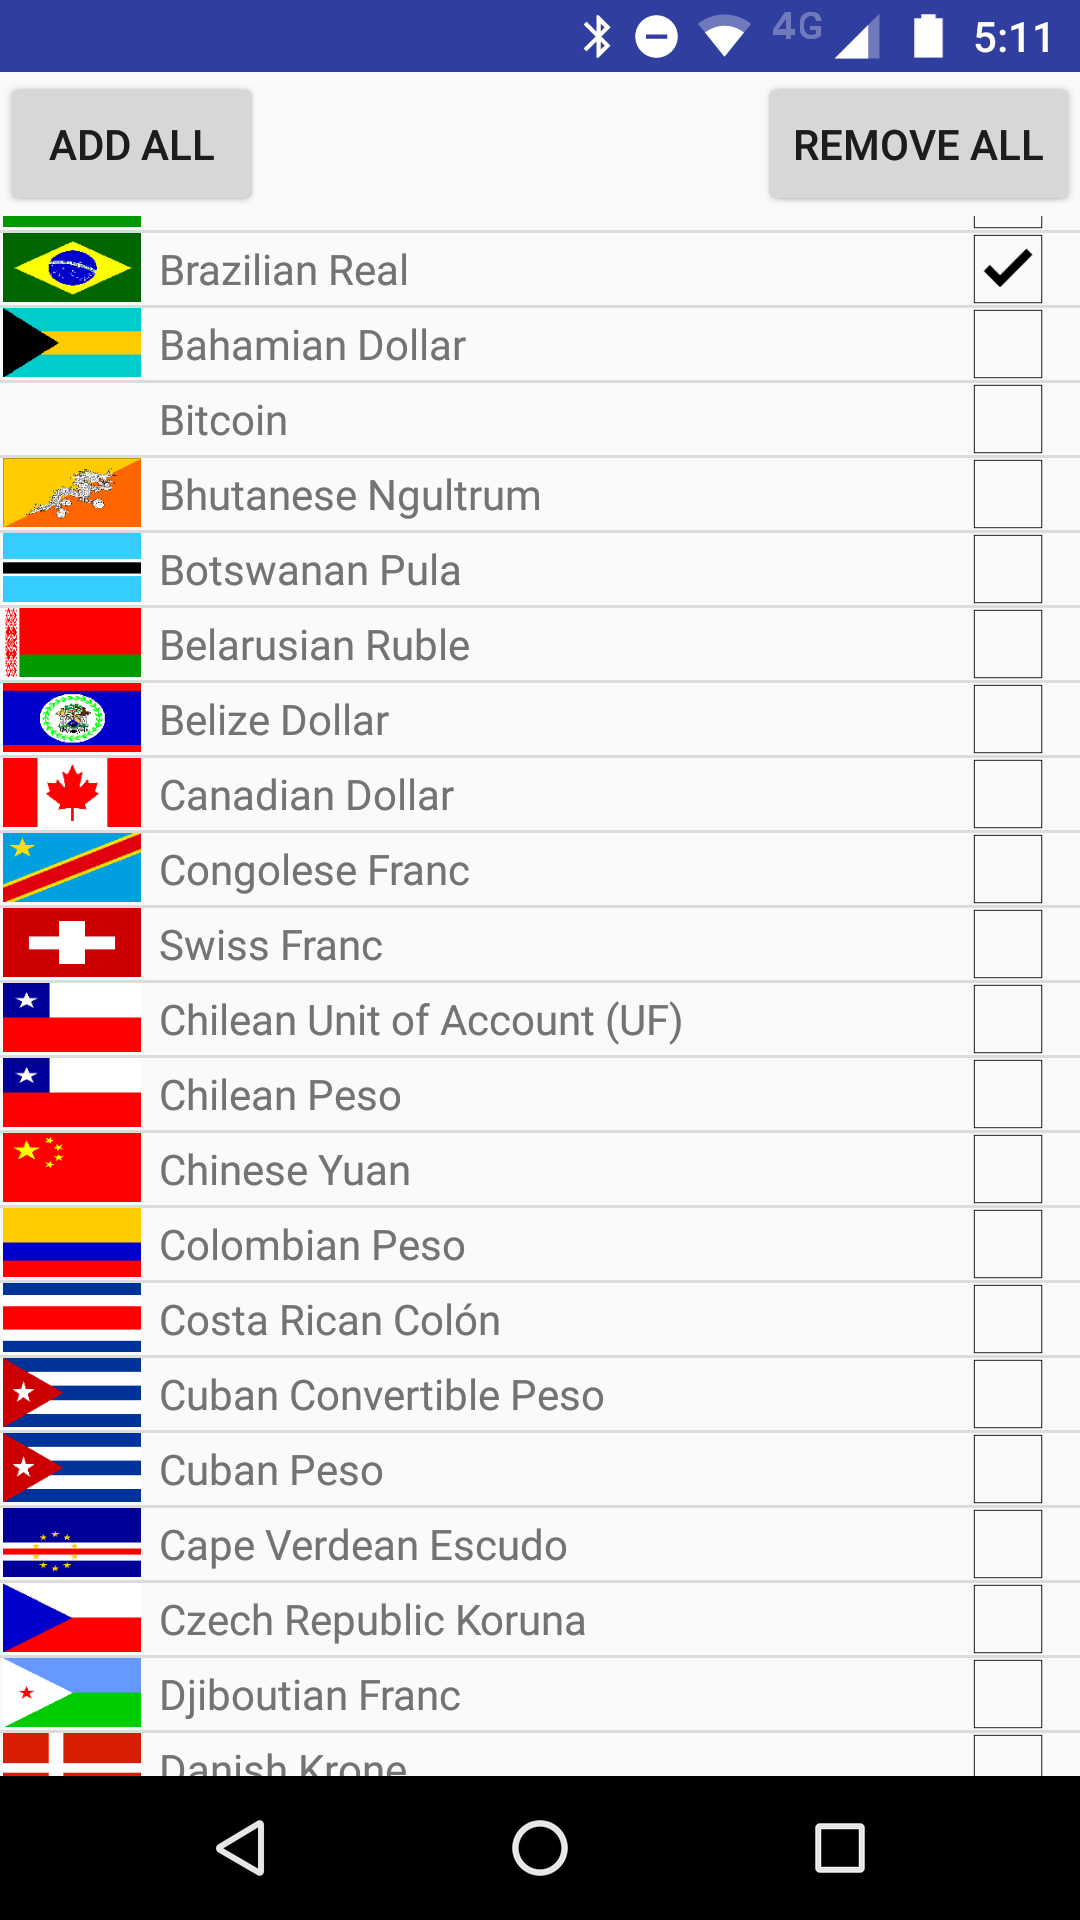 4G 5:11
ADD ALL REMOVE ALL
Brazilian Real
Bahamian Dollar
Bitcoin
Bhutanese Ngultrum
Botswanan Pula
Belarusian Ruble
Belize Dollar
Canadian Dollar
Congolese Franc
Swiss Franc
Chilean Unit of Account (UF)
Chilean Peso
Chinese Yuan
Colombian Peso
Costa Rican Colón
Cuban Convertible Peso
Cuban Peso
Cape Verdean Escudo
Czech Republic Koruna
Djiboutian Franc
Danish Krone